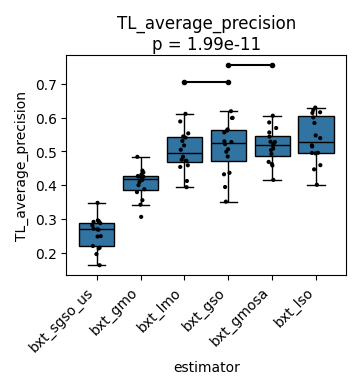 TL_average_precision
p = 1.99e-11
TL_average_precision
0.7
0.6
0.5
0.4
0.3
0.2
bxt_sgso_us
bxt_gmo
bxt_lmo
bxt_gso
bxt_gmosa
bxt_lso
estimator